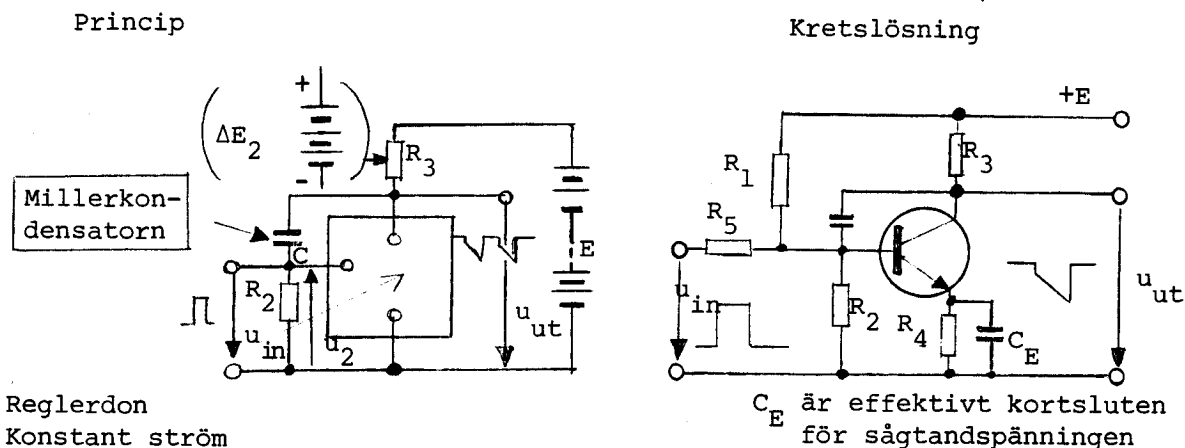 Princip
Kretslösning
+
ΔE2
-
R3
Millerkon-
densatorn
C
R2
E
uin
u2
uut
Reglerdon
Konstant ström
+E
R3
R1
R5
uin
R2
R4
CE
uut
CE är effektivt kortsluten
för sågtandspänningen